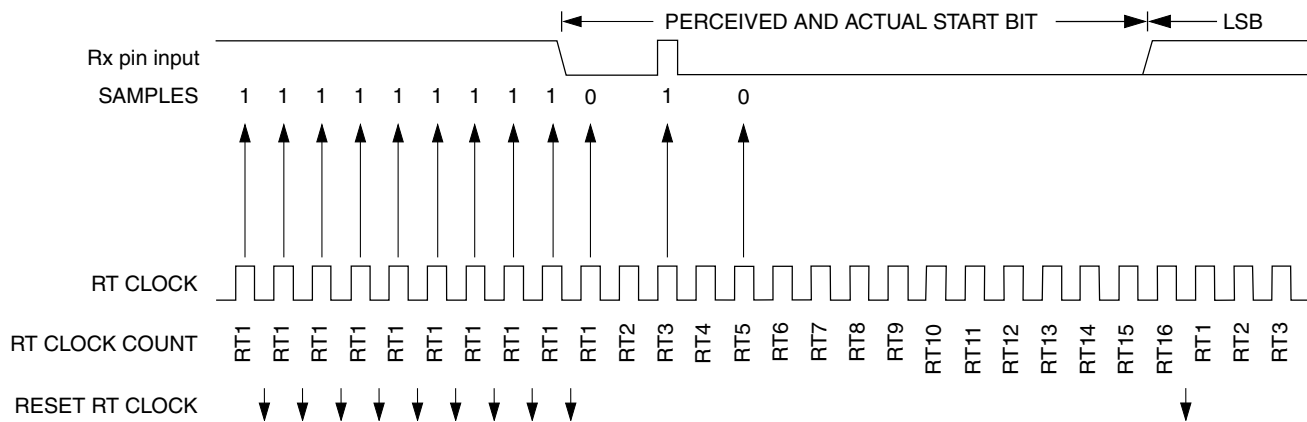 PERCEIVED AND ACTUAL START BIT LSB
Rx pin input
SAMPLES 1 1 1 1 1 1 1 1 1 0 1 0
RT CLOCK
RT CLOCK COUNT RT1 RT1 RT1 RT1 RT1 RT1 RT1 RT1 RT1 RT1 RT2 RT3 RT4 RT5 RT6 RT7 RT8 RT9 RT10 RT11 RT12 RT13 RT14 RT15 RT16 RT1 RT2 RT3
RESET RT CLOCK